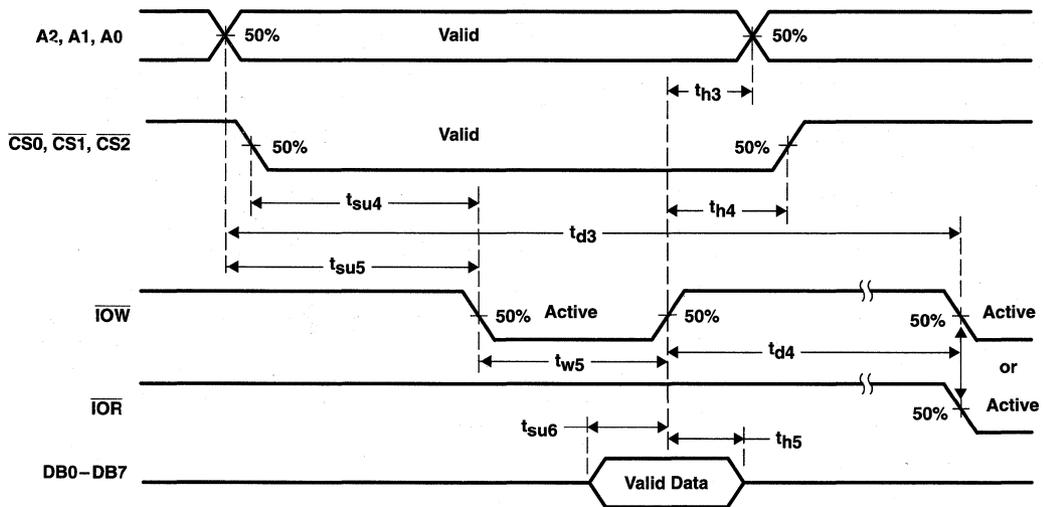 A2, A1, A0 50% Valid 50%
th3
CS0, CS1, CS2 50% Valid 50%
tsu4 th4
td3
tsu5
IOW 50% Active 50% 50% Active
tw5 td4 or
IOR 50% Active
tsu6 th5
DB0–DB7 Valid Data